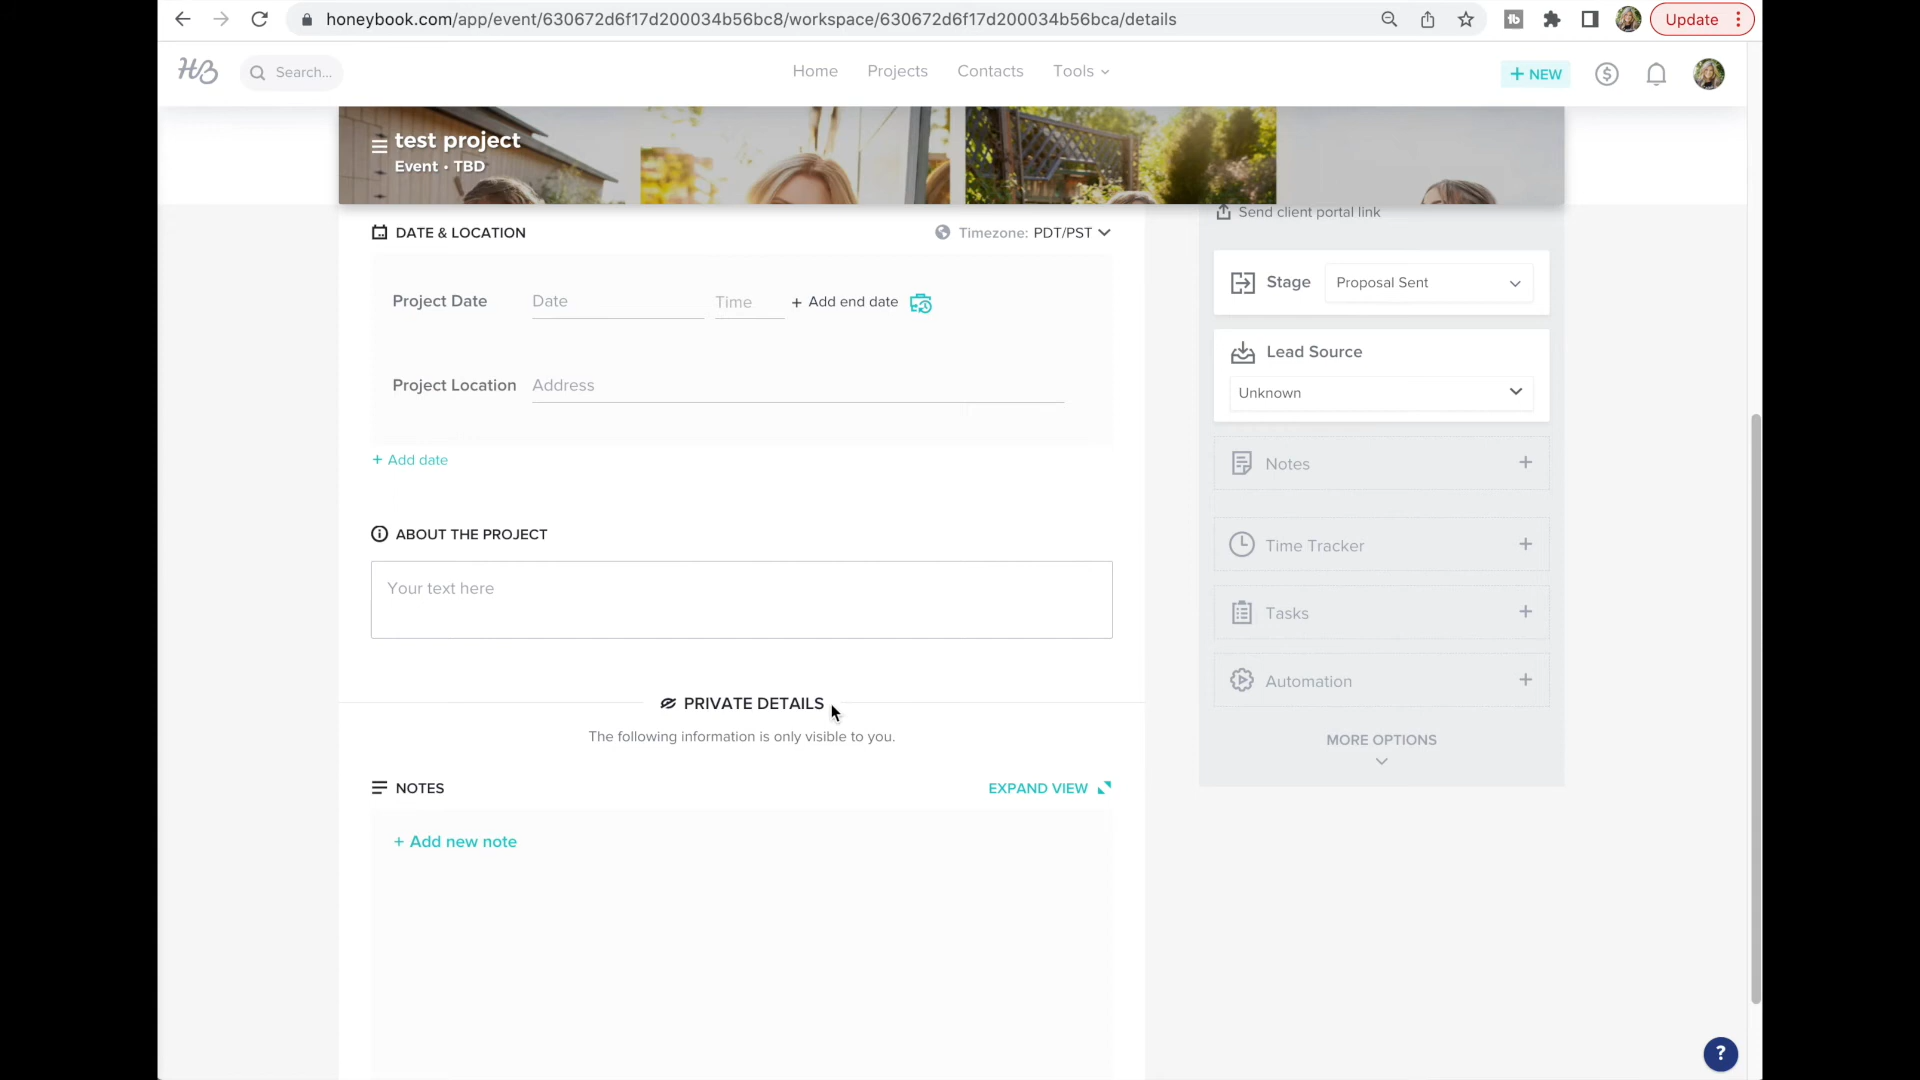 honeybook.com/app/event/630672d6f17d200034b56bc8/workspace/630672d6f17d200034b56bca/details
Update
HB
Search...
Home
Projects
Contacts
Tools
+ NEW
test project
Event • TBD
Send client portal link
DATE & LOCATION
Timezone: PDT/PST
Project Date
Date
Time
+ Add end date
Project Location
Address
+ Add date
ABOUT THE PROJECT
Your text here
PRIVATE DETAILS
The following information is only visible to you.
NOTES
EXPAND VIEW
+ Add new note
Stage
Proposal Sent
Lead Source
Unknown
Notes
+
Time Tracker
+
Tasks
+
Automation
+
MORE OPTIONS
?